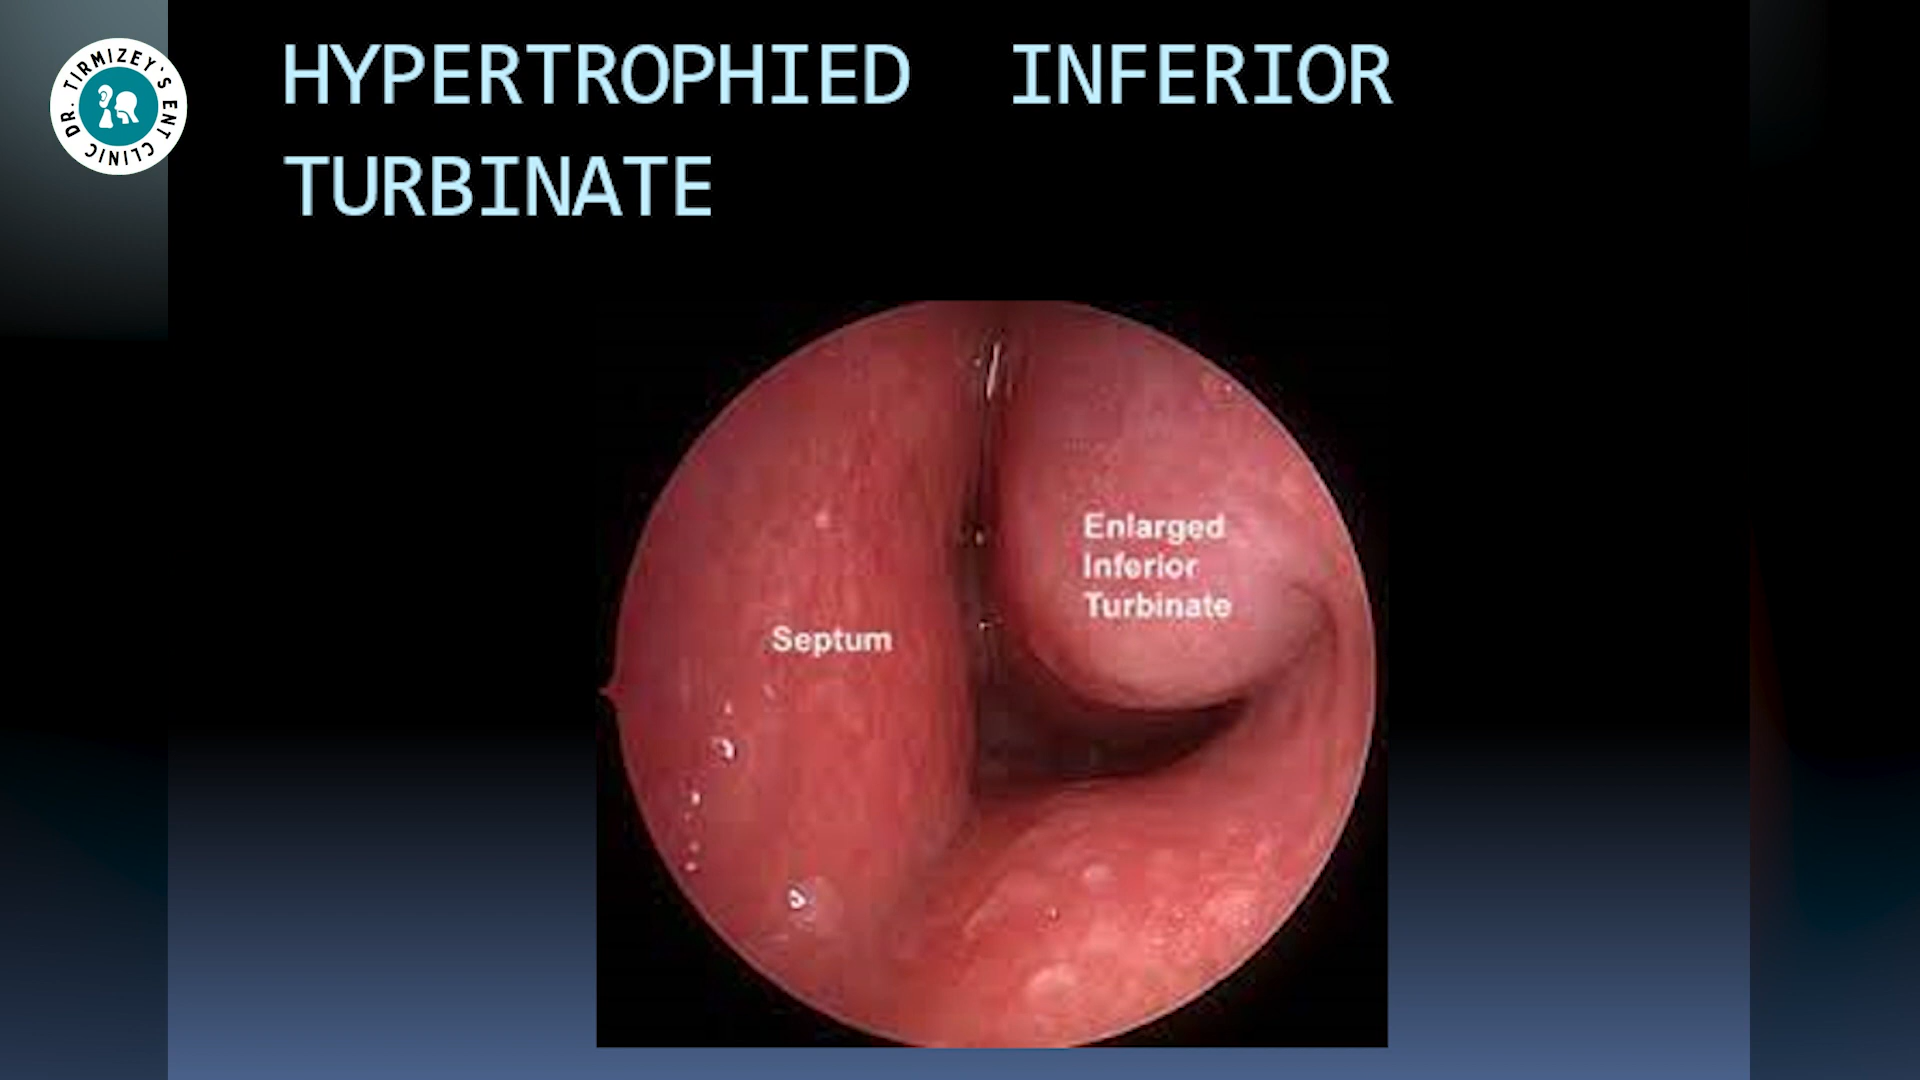 DR. TIRMIZEY'S ENT CLINIC
HYPERTROPHIED INFERIOR
TURBINATE
Enlarged
Inferior
Turbinate
Septum